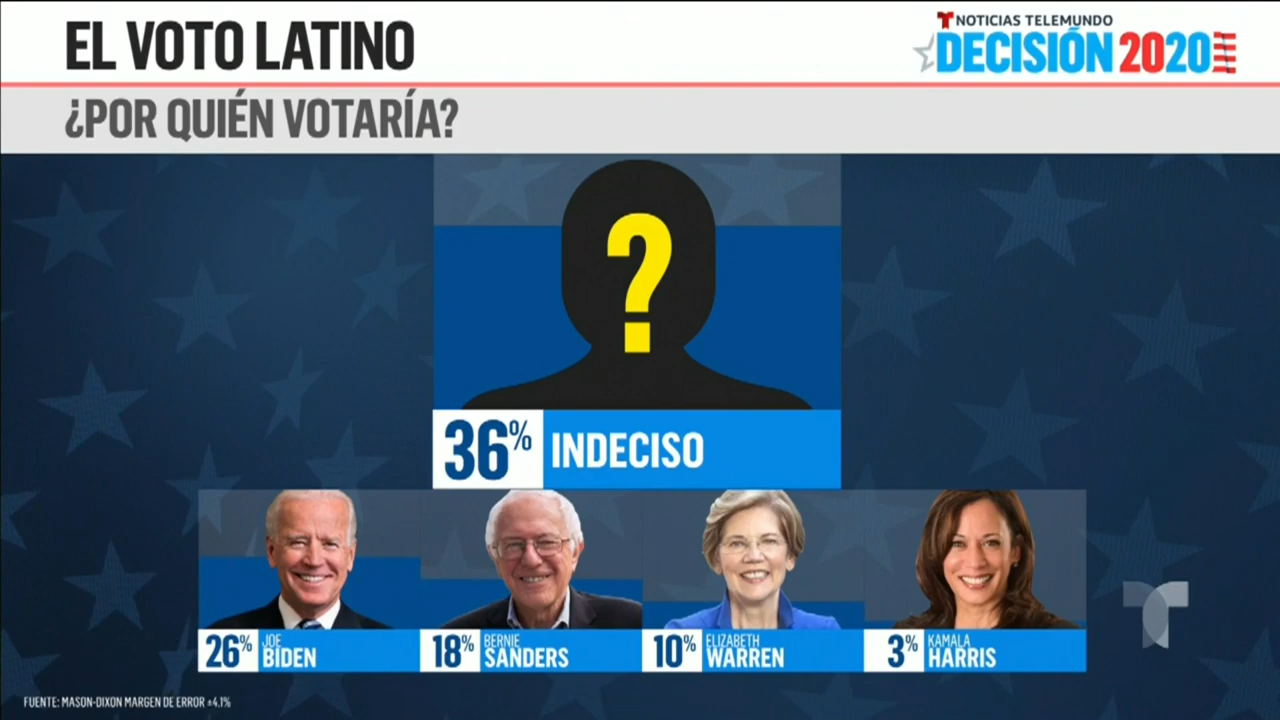 EL VOTO LATINO
NOTICIAS TELEMUNDO
DECISIÓN 2020
¿POR QUIÉN VOTARÍA?
?
36% INDECISO
26% JOE BIDEN
18% BERNIE SANDERS
10% ELIZABETH WARREN
3% KAMALA HARRIS
FUENTE: MASON-DIXON MARGEN DE ERROR ±4.1%